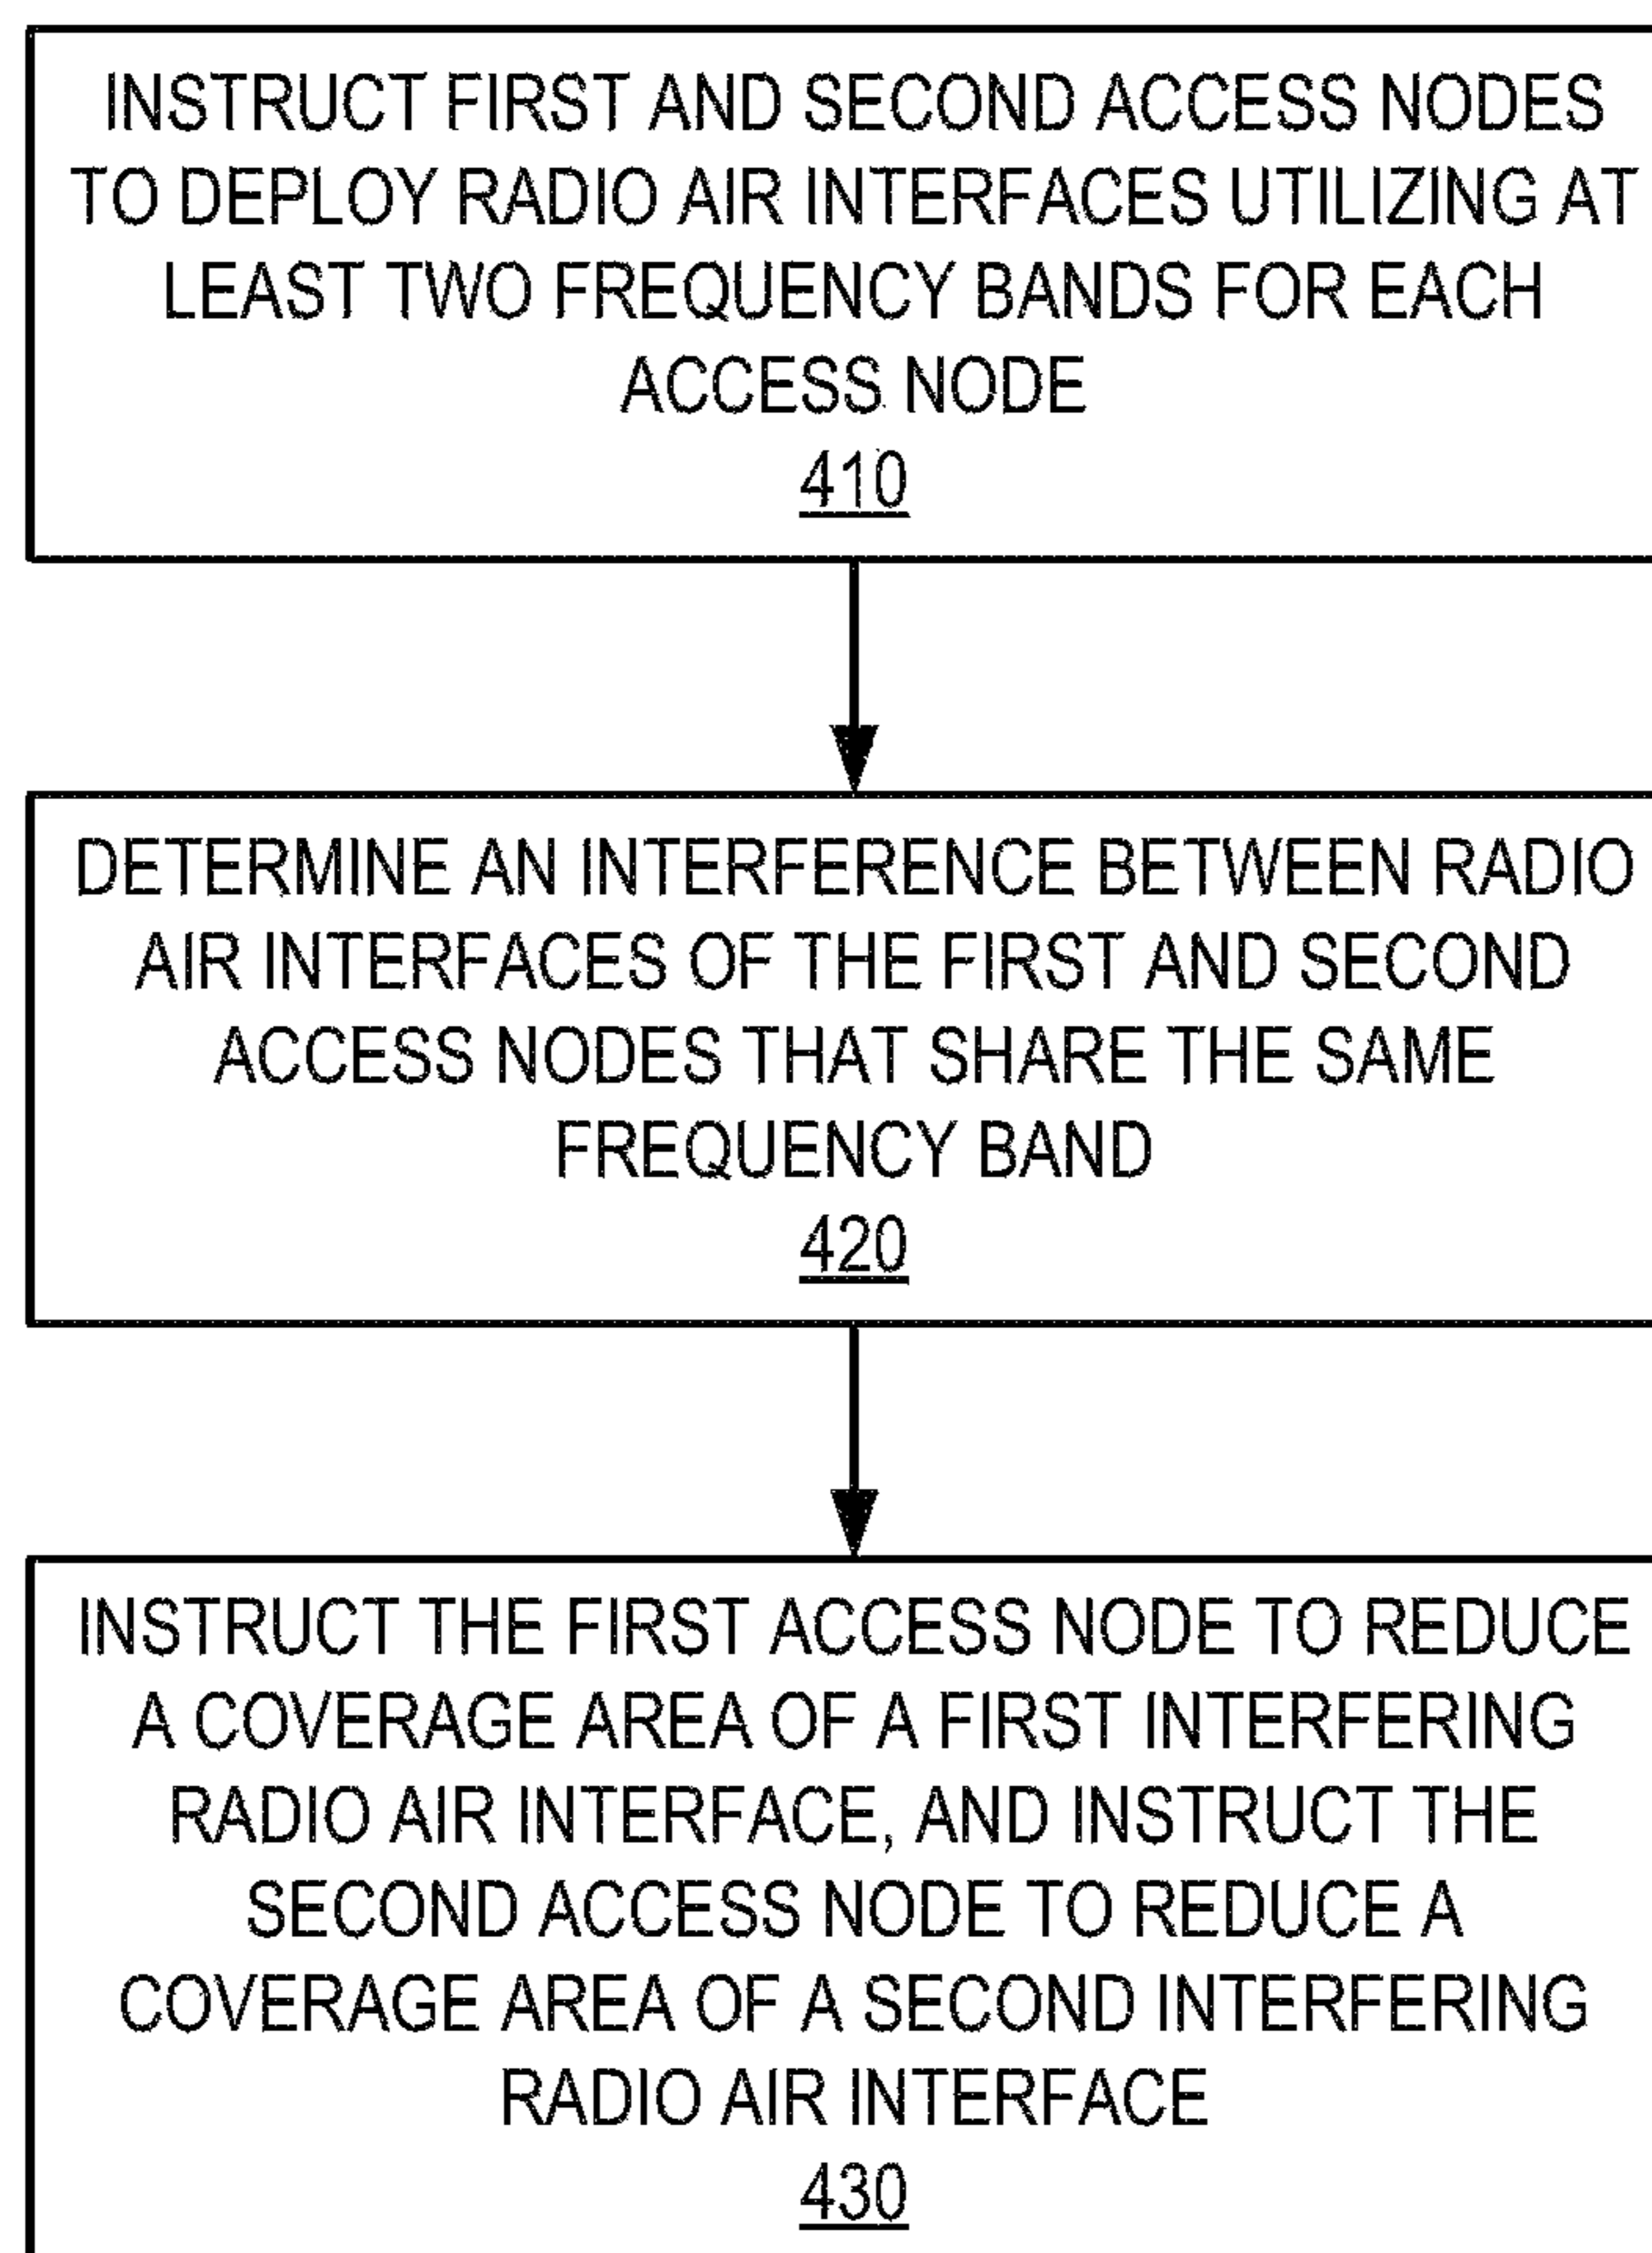 INSTRUCT FIRST AND SECOND ACCESS NODES
TO DEPLOY RADIO AIR INTERFACES UTILIZING AT
LEAST TWO FREQUENCY BANDS FOR EACH
ACCESS NODE
410
DETERMINE AN INTERFERENCE BETWEEN RADIO
AIR INTERFACES OF THE FIRST AND SECOND
ACCESS NODES THAT SHARE THE SAME
FREQUENCY BAND
420
INSTRUCT THE FIRST ACCESS NODE TO REDUCE
A COVERAGE AREA OF A FIRST INTERFERING
RADIO AIR INTERFACE, AND INSTRUCT THE
SECOND ACCESS NODE TO REDUCE A
COVERAGE AREA OF A SECOND INTERFERING
RADIO AIR INTERFACE
430